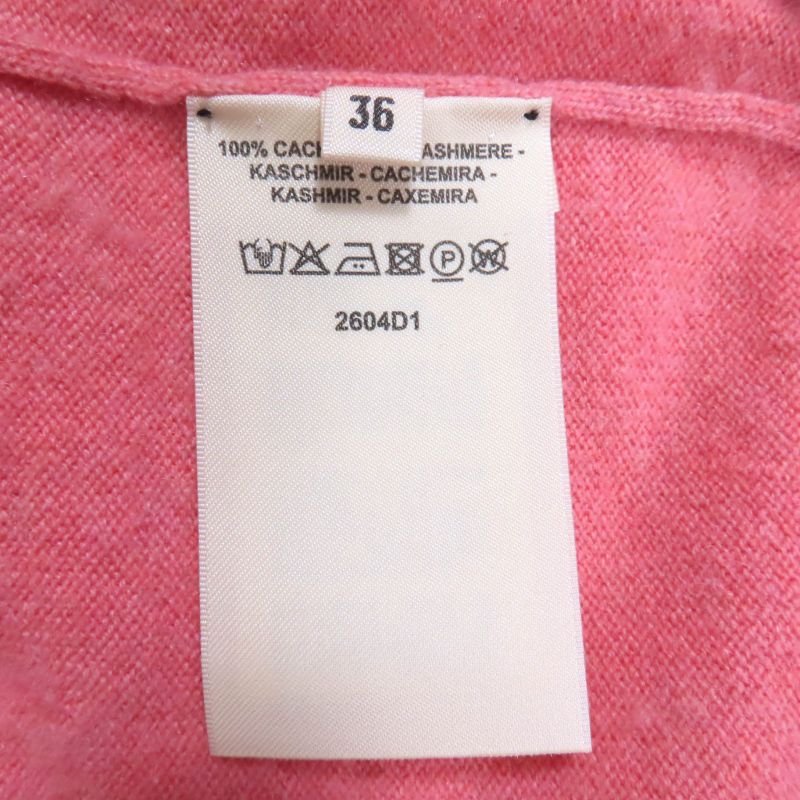 36
100% CACH ASHMERE -
KASCHMIR - CACHEMIRA -
KASHMIR - CAXEMIRA
P W
2604D1